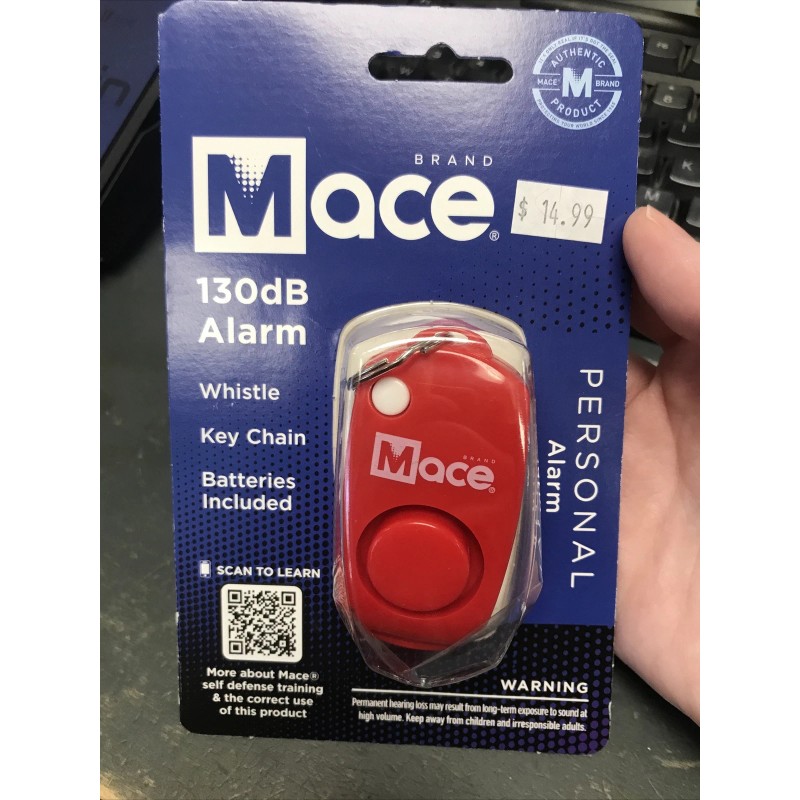 AUTHENTIC
MACE® M BRAND
PRODUCT
BRAND
Mace®
$ 14.99
130dB
Alarm
Whistle
Key Chain
Batteries
Included
PERSONAL
Alarm
BRAND
Mace®
SCAN TO LEARN
More about Mace®
self defense training
& the correct use
of this product
WARNING
Permanent hearing loss may result from long-term exposure to sound at
high volume. Keep away from children and irresponsible adults.
K